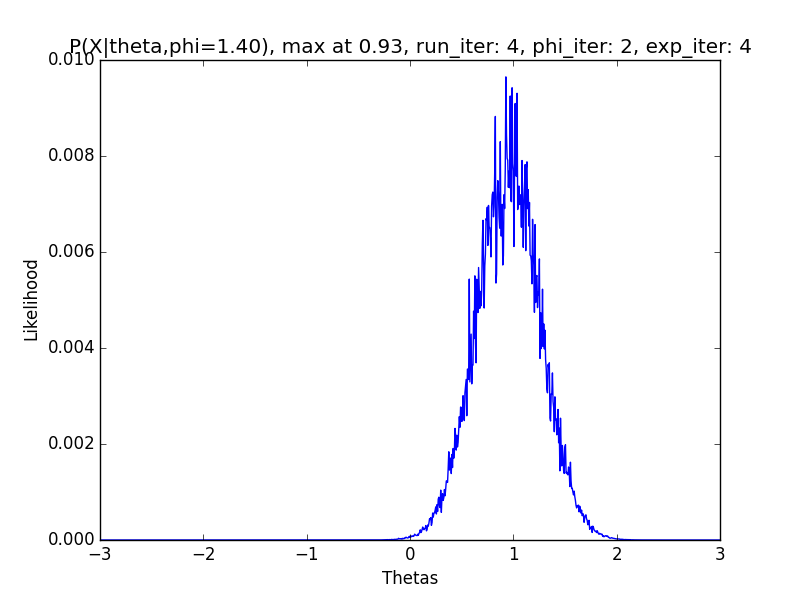 P(X|theta,phi=1.40), max at 0.93, run_iter: 4, phi_iter: 2, exp_iter: 4
0.010
0.008
0.006
0.004
0.002
0.000
Likelihood
−3 −2 −1 0 1 2 3
Thetas